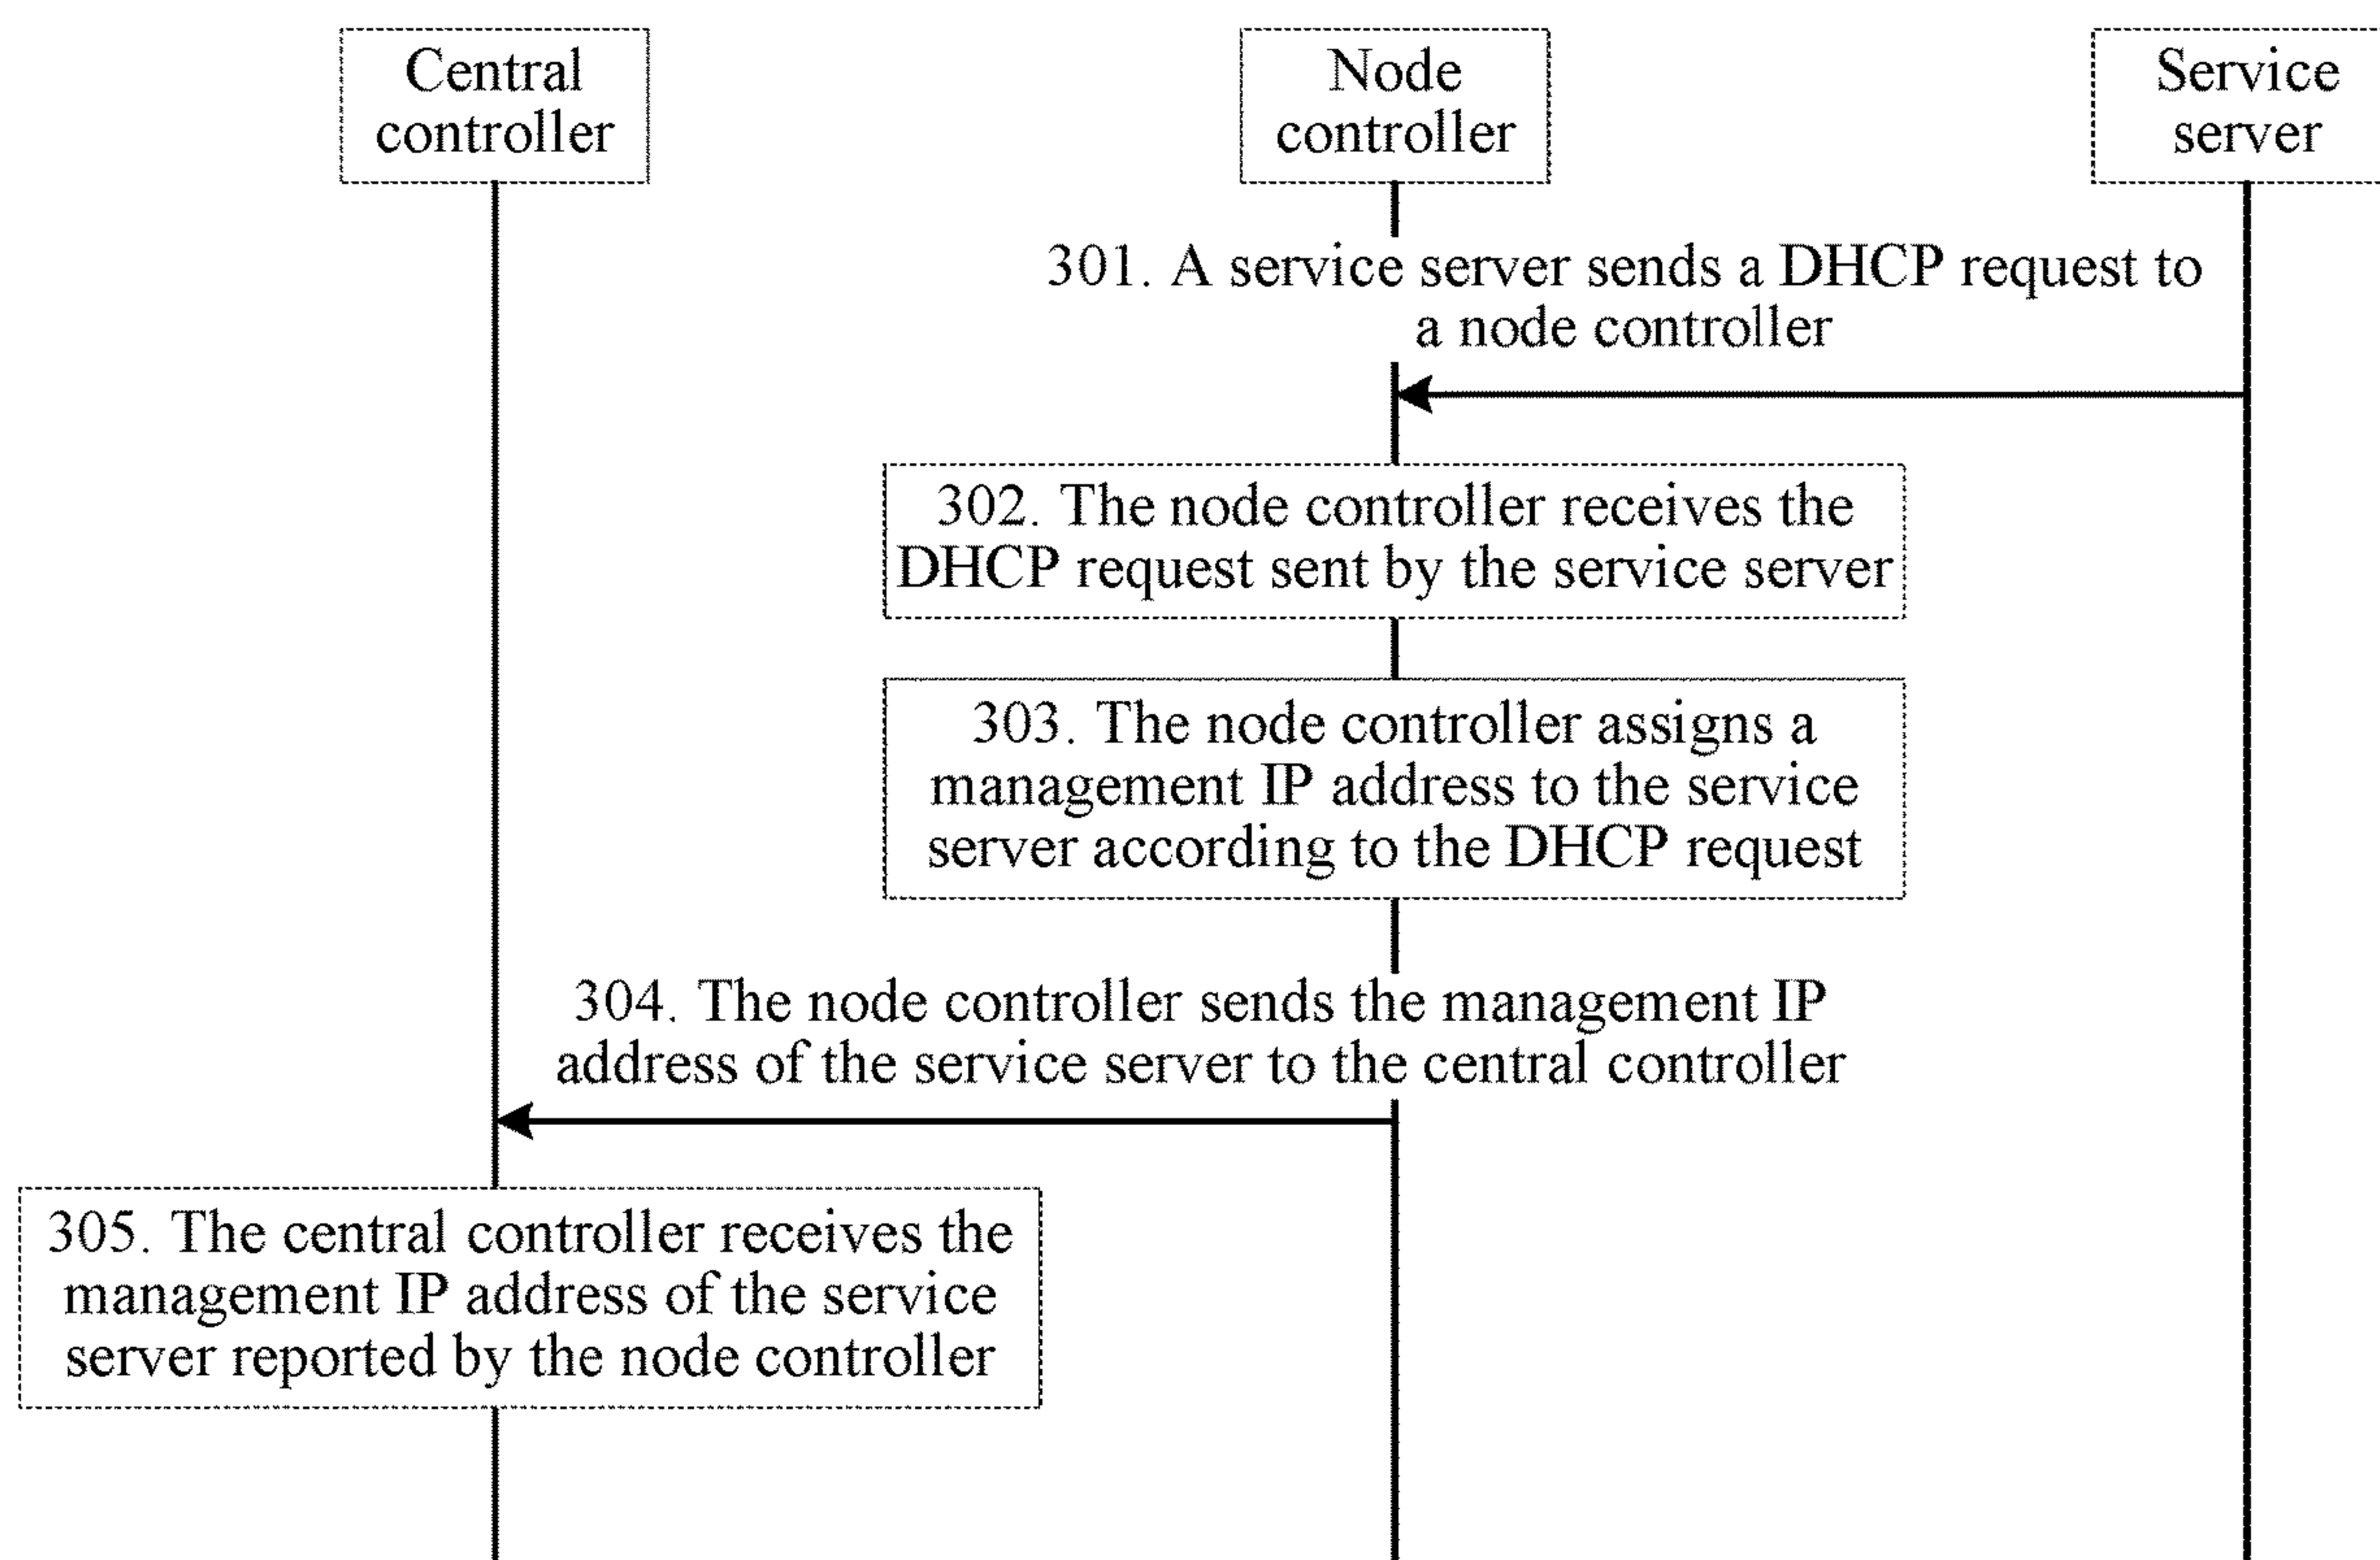 Central
controller
Node
controller
Service
server
301. A service server sends a DHCP request to
a node controller
302. The node controller receives the
DHCP request sent by the service server
303. The node controller assigns a
management IP address to the service
server according to the DHCP request
304. The node controller sends the management IP
address of the service server to the central controller
305. The central controller receives the
management IP address of the service
server reported by the node controller